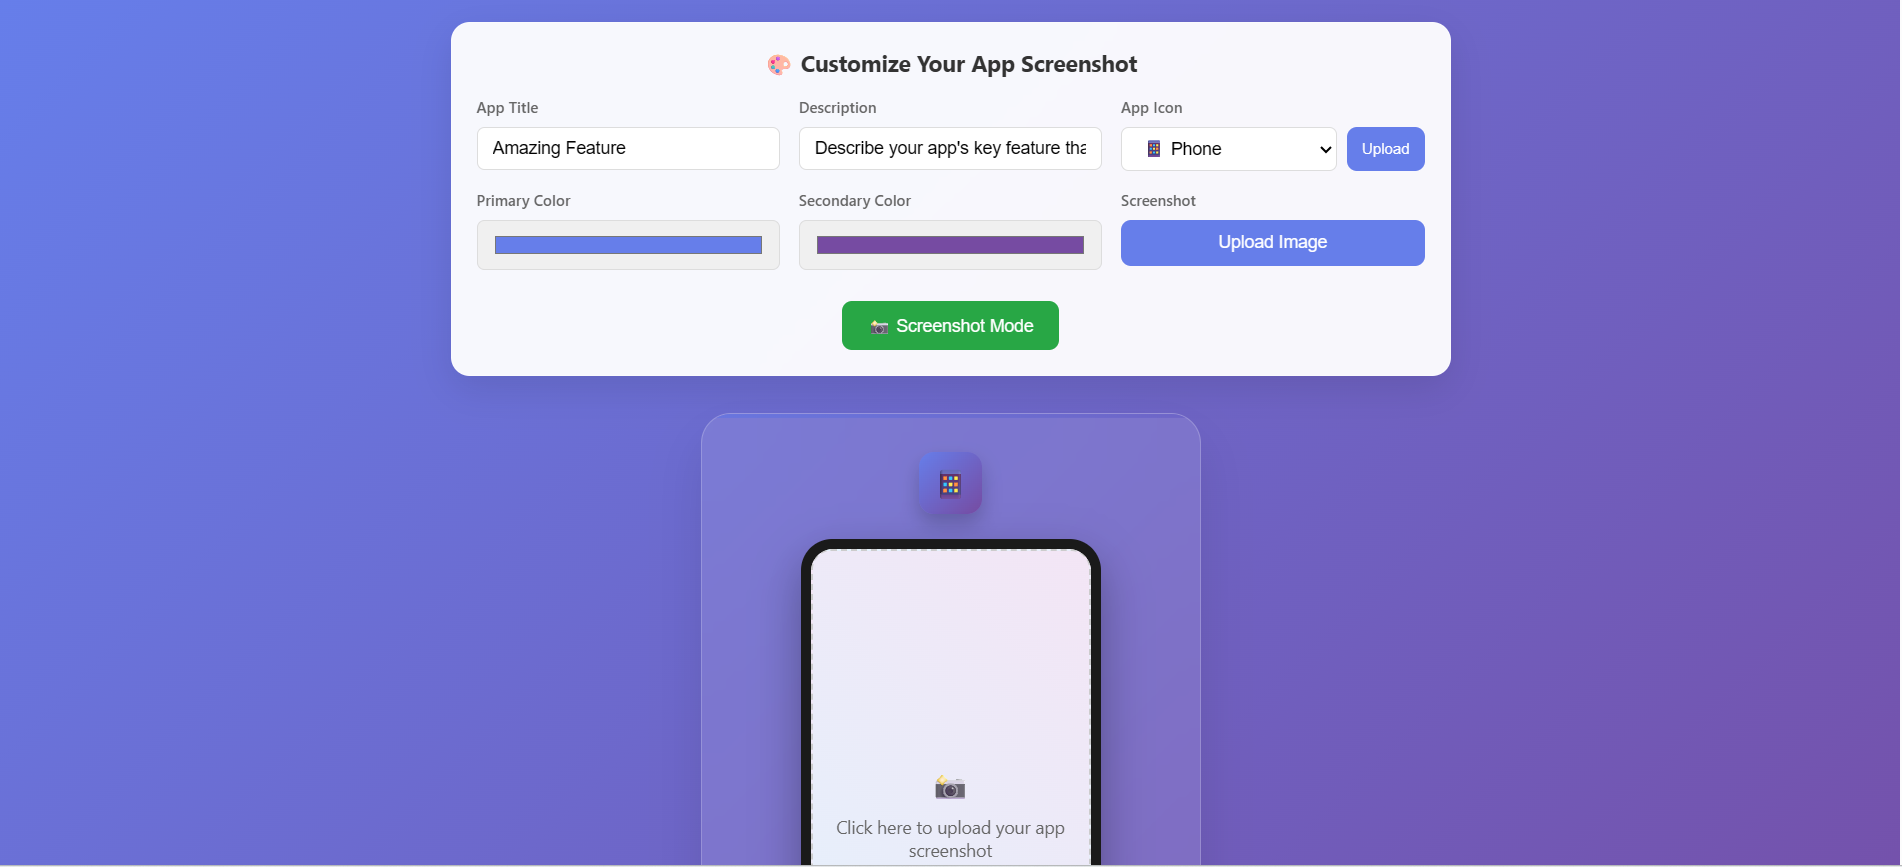 Customize Your App Screenshot
App Title
Description
App Icon
Amazing Feature
Describe your app's key feature tha
Phone
Upload
Primary Color
Secondary Color
Screenshot
Upload Image
Screenshot Mode
Click here to upload your app
screenshot